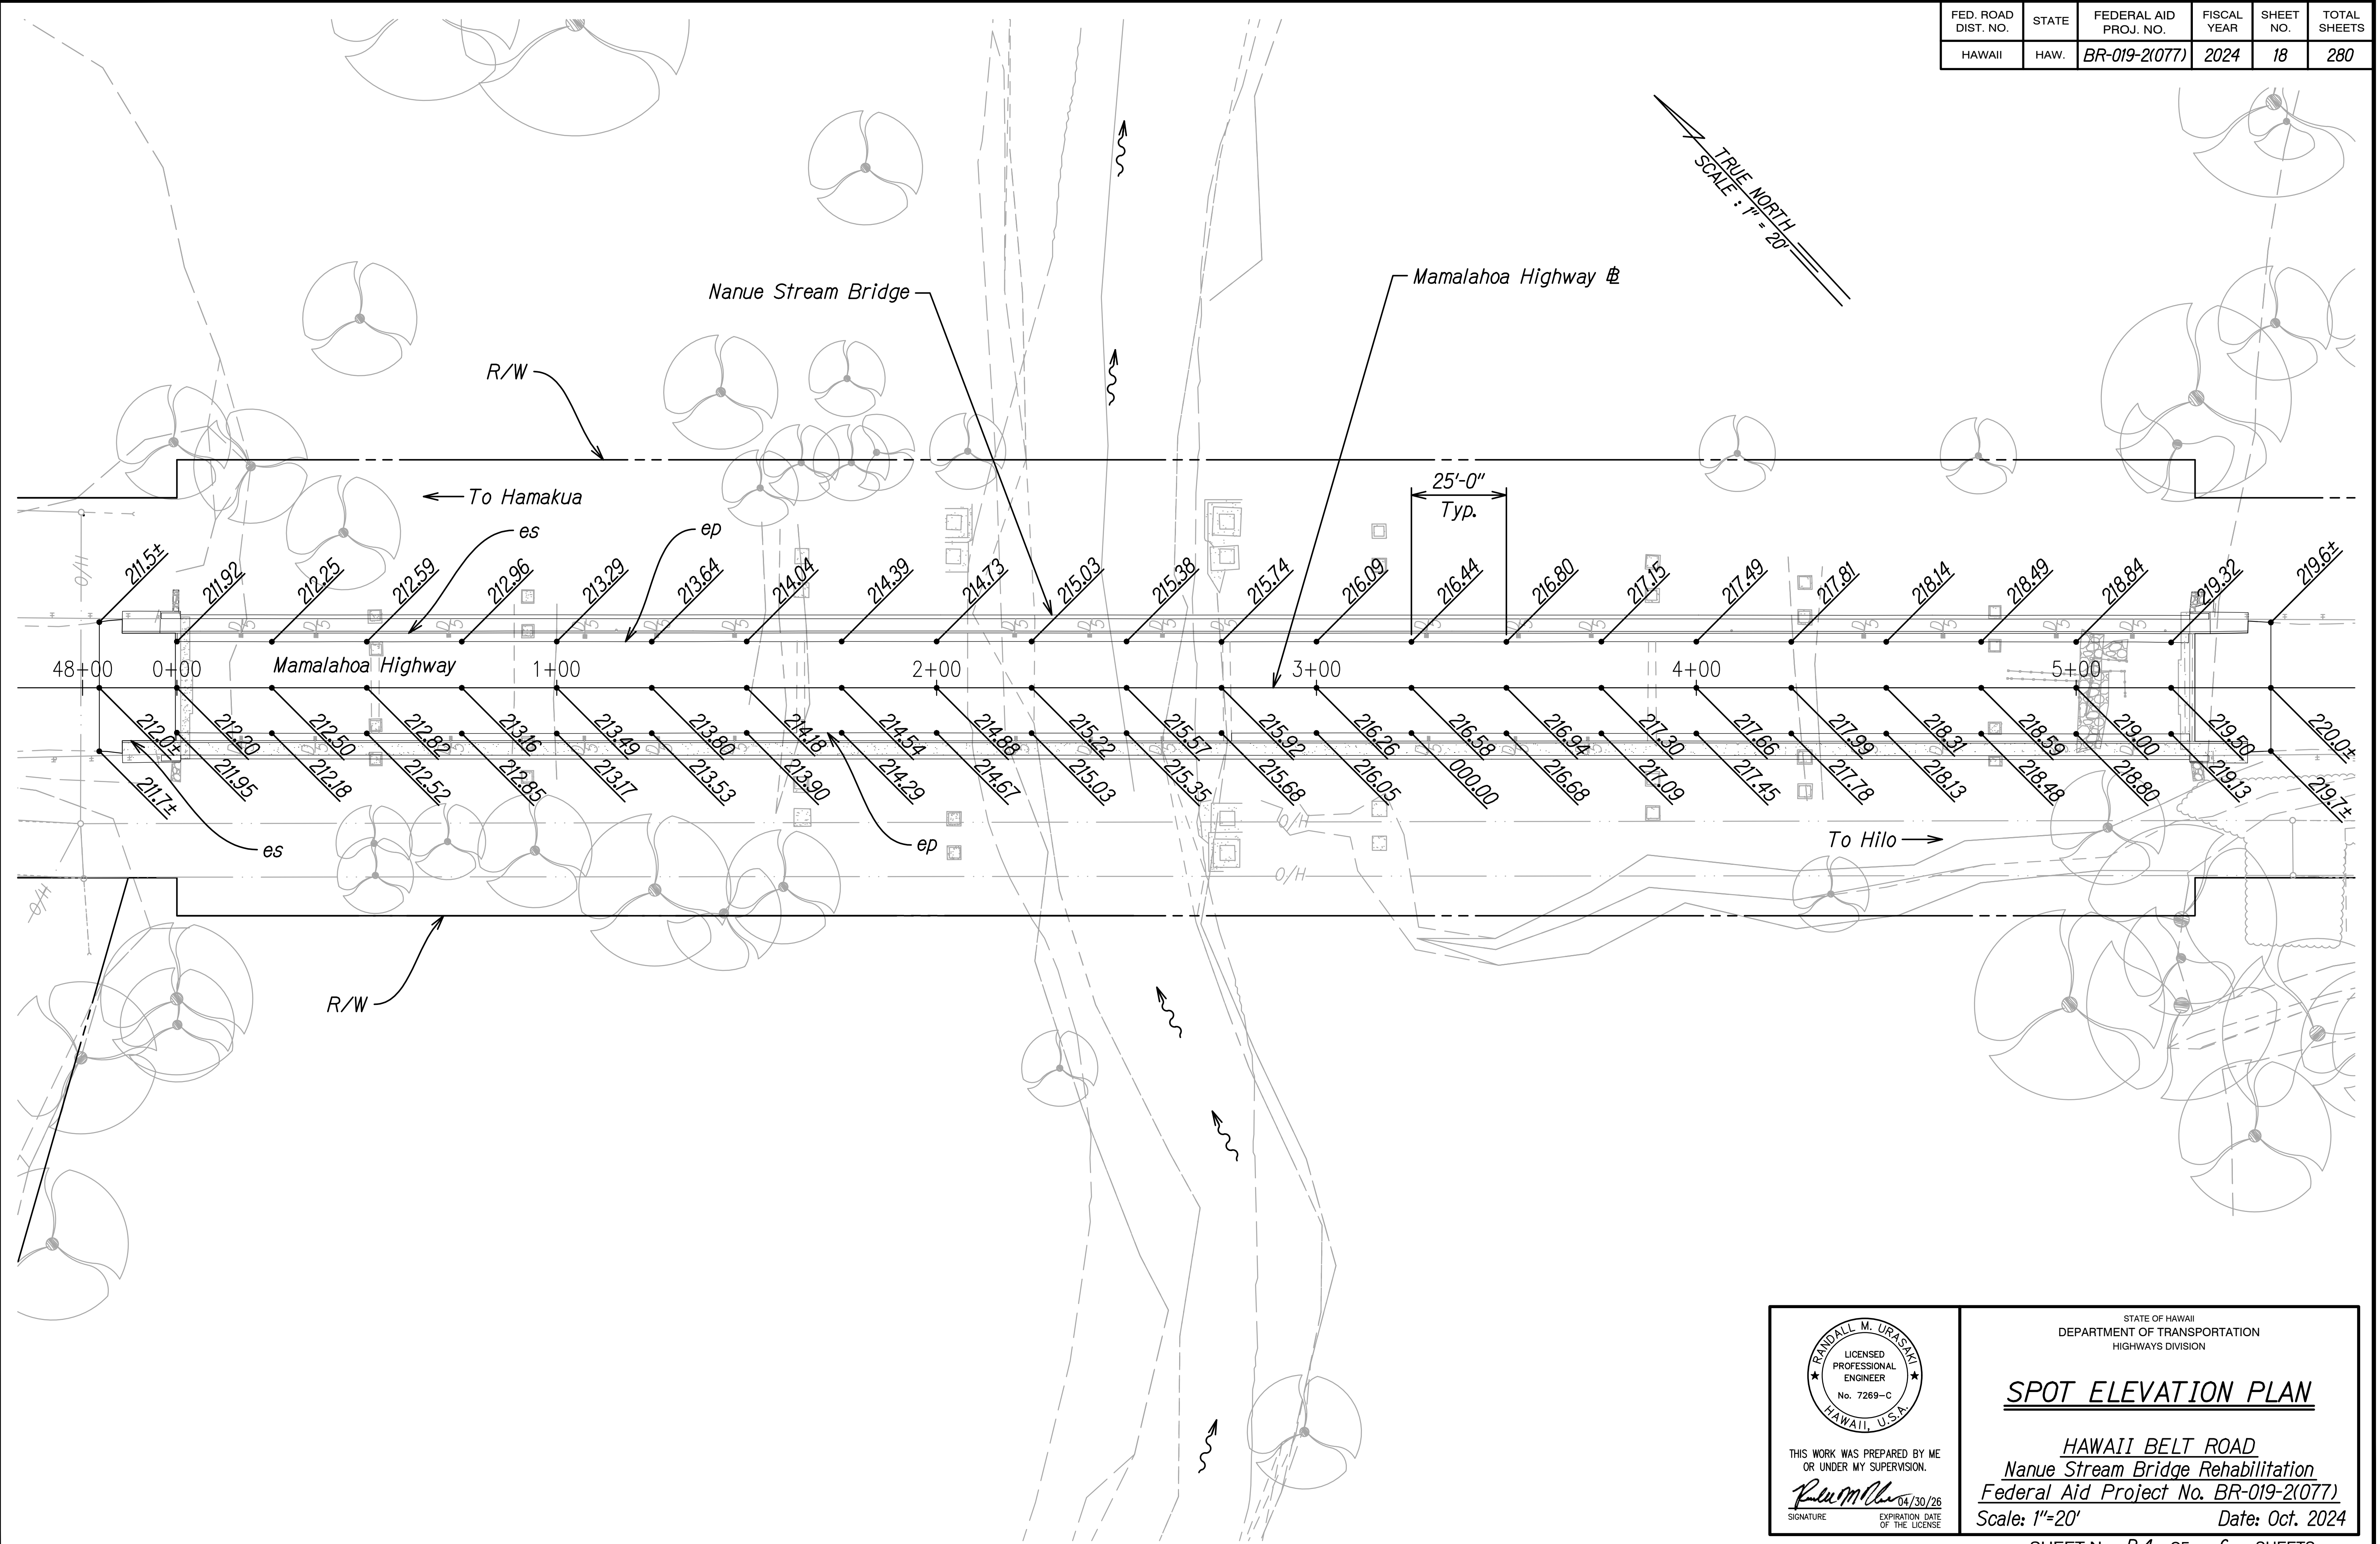 FED. ROAD DIST. NO. STATE FEDERAL AID PROJ. NO. FISCAL YEAR SHEET NO. TOTAL SHEETS
HAWAII HAW. BR-019-2(077) 2024 18 280
TRUE NORTH
SCALE : 1" = 20'
Nanue Stream Bridge
Mamalahoa Highway
R/W
To Hamakua
25'-0"
Typ.
es
ep
O/H
211.5± 211.92 212.25 212.59 212.96 213.29 213.64 214.04 214.39 214.73 215.03 215.38 215.74 216.09 216.44 216.80 217.15 217.49 217.81 218.14 218.49 218.84 219.32 219.6±
48+00 0+00 Mamalahoa Highway 1+00 2+00 3+00 4+00 5+00
212.0± 212.20 212.50 212.82 213.16 213.49 213.80 214.18 214.54 214.88 215.22 215.57 215.92 216.26 216.58 216.94 217.30 217.66 217.99 218.31 218.59 219.00 219.50 220.0±
211.7± 211.95 212.18 212.52 212.85 213.17 213.53 213.90 214.29 214.67 215.03 215.35 215.68 216.05 000.00 216.68 217.09 217.45 217.78 218.13 218.48 218.80 219.13 219.7±
O/H
es
ep
To Hilo
O/H
O/H
R/W
RANDALL M. URASAKI
LICENSED
PROFESSIONAL
ENGINEER
No. 7269-C
HAWAII, U.S.A.
THIS WORK WAS PREPARED BY ME
OR UNDER MY SUPERVISION.
04/30/26
SIGNATURE EXPIRATION DATE
OF THE LICENSE
STATE OF HAWAII
DEPARTMENT OF TRANSPORTATION
HIGHWAYS DIVISION
SPOT ELEVATION PLAN
HAWAII BELT ROAD
Nanue Stream Bridge Rehabilitation
Federal Aid Project No. BR-019-2(077)
Scale: 1"=20' Date: Oct. 2024